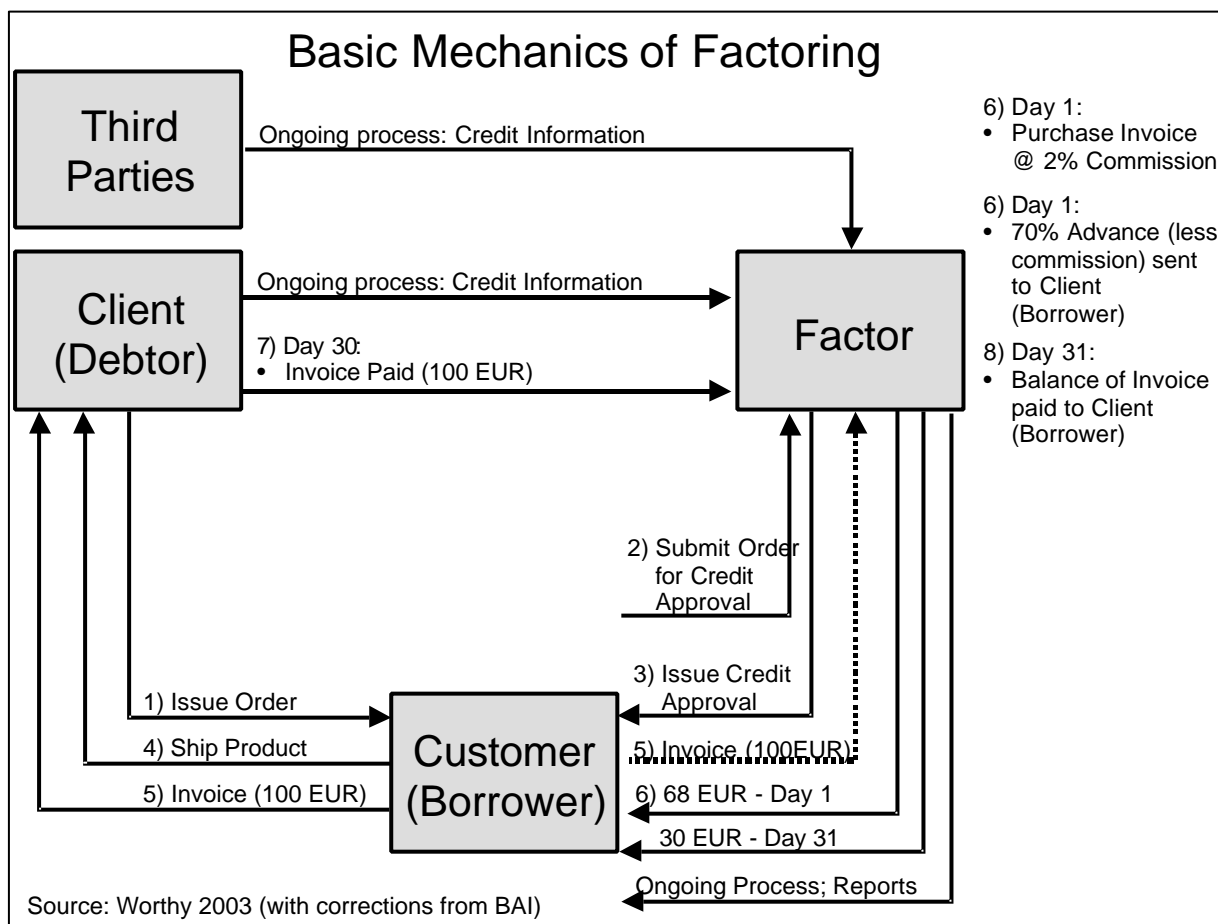 Basic Mechanics of Factoring
Third
Parties
Ongoing process: Credit Information
6) Day 1:
• Purchase Invoice
@ 2% Commission
6) Day 1:
• 70% Advance (less
commission) sent
to Client
(Borrower)
8) Day 31:
• Balance of Invoice
paid to Client
(Borrower)
Client
(Debtor)
Ongoing process: Credit Information
7) Day 30:
• Invoice Paid (100 EUR)
Factor
2) Submit Order
for Credit
Approval
3) Issue Credit
Approval
1) Issue Order
4) Ship Product
5) Invoice (100 EUR)
Customer
(Borrower)
5) Invoice (100EUR)
6) 68 EUR - Day 1
30 EUR - Day 31
Ongoing Process; Reports
Source: Worthy 2003 (with corrections from BAI)